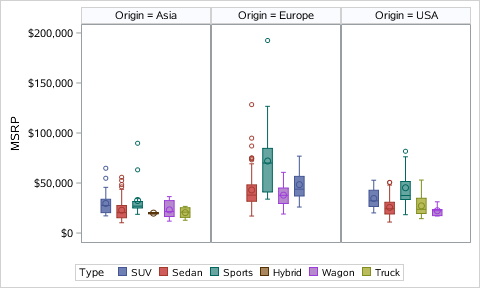 Origin = Asia
Origin = Europe
Origin = USA
$200,000
$150,000
$100,000
$50,000
$0
MSRP
Type SUV Sedan Sports Hybrid Wagon Truck